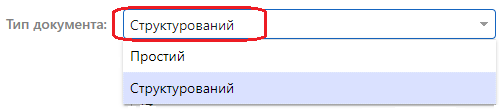 Тип документа: Структурований
Простий
Структурований